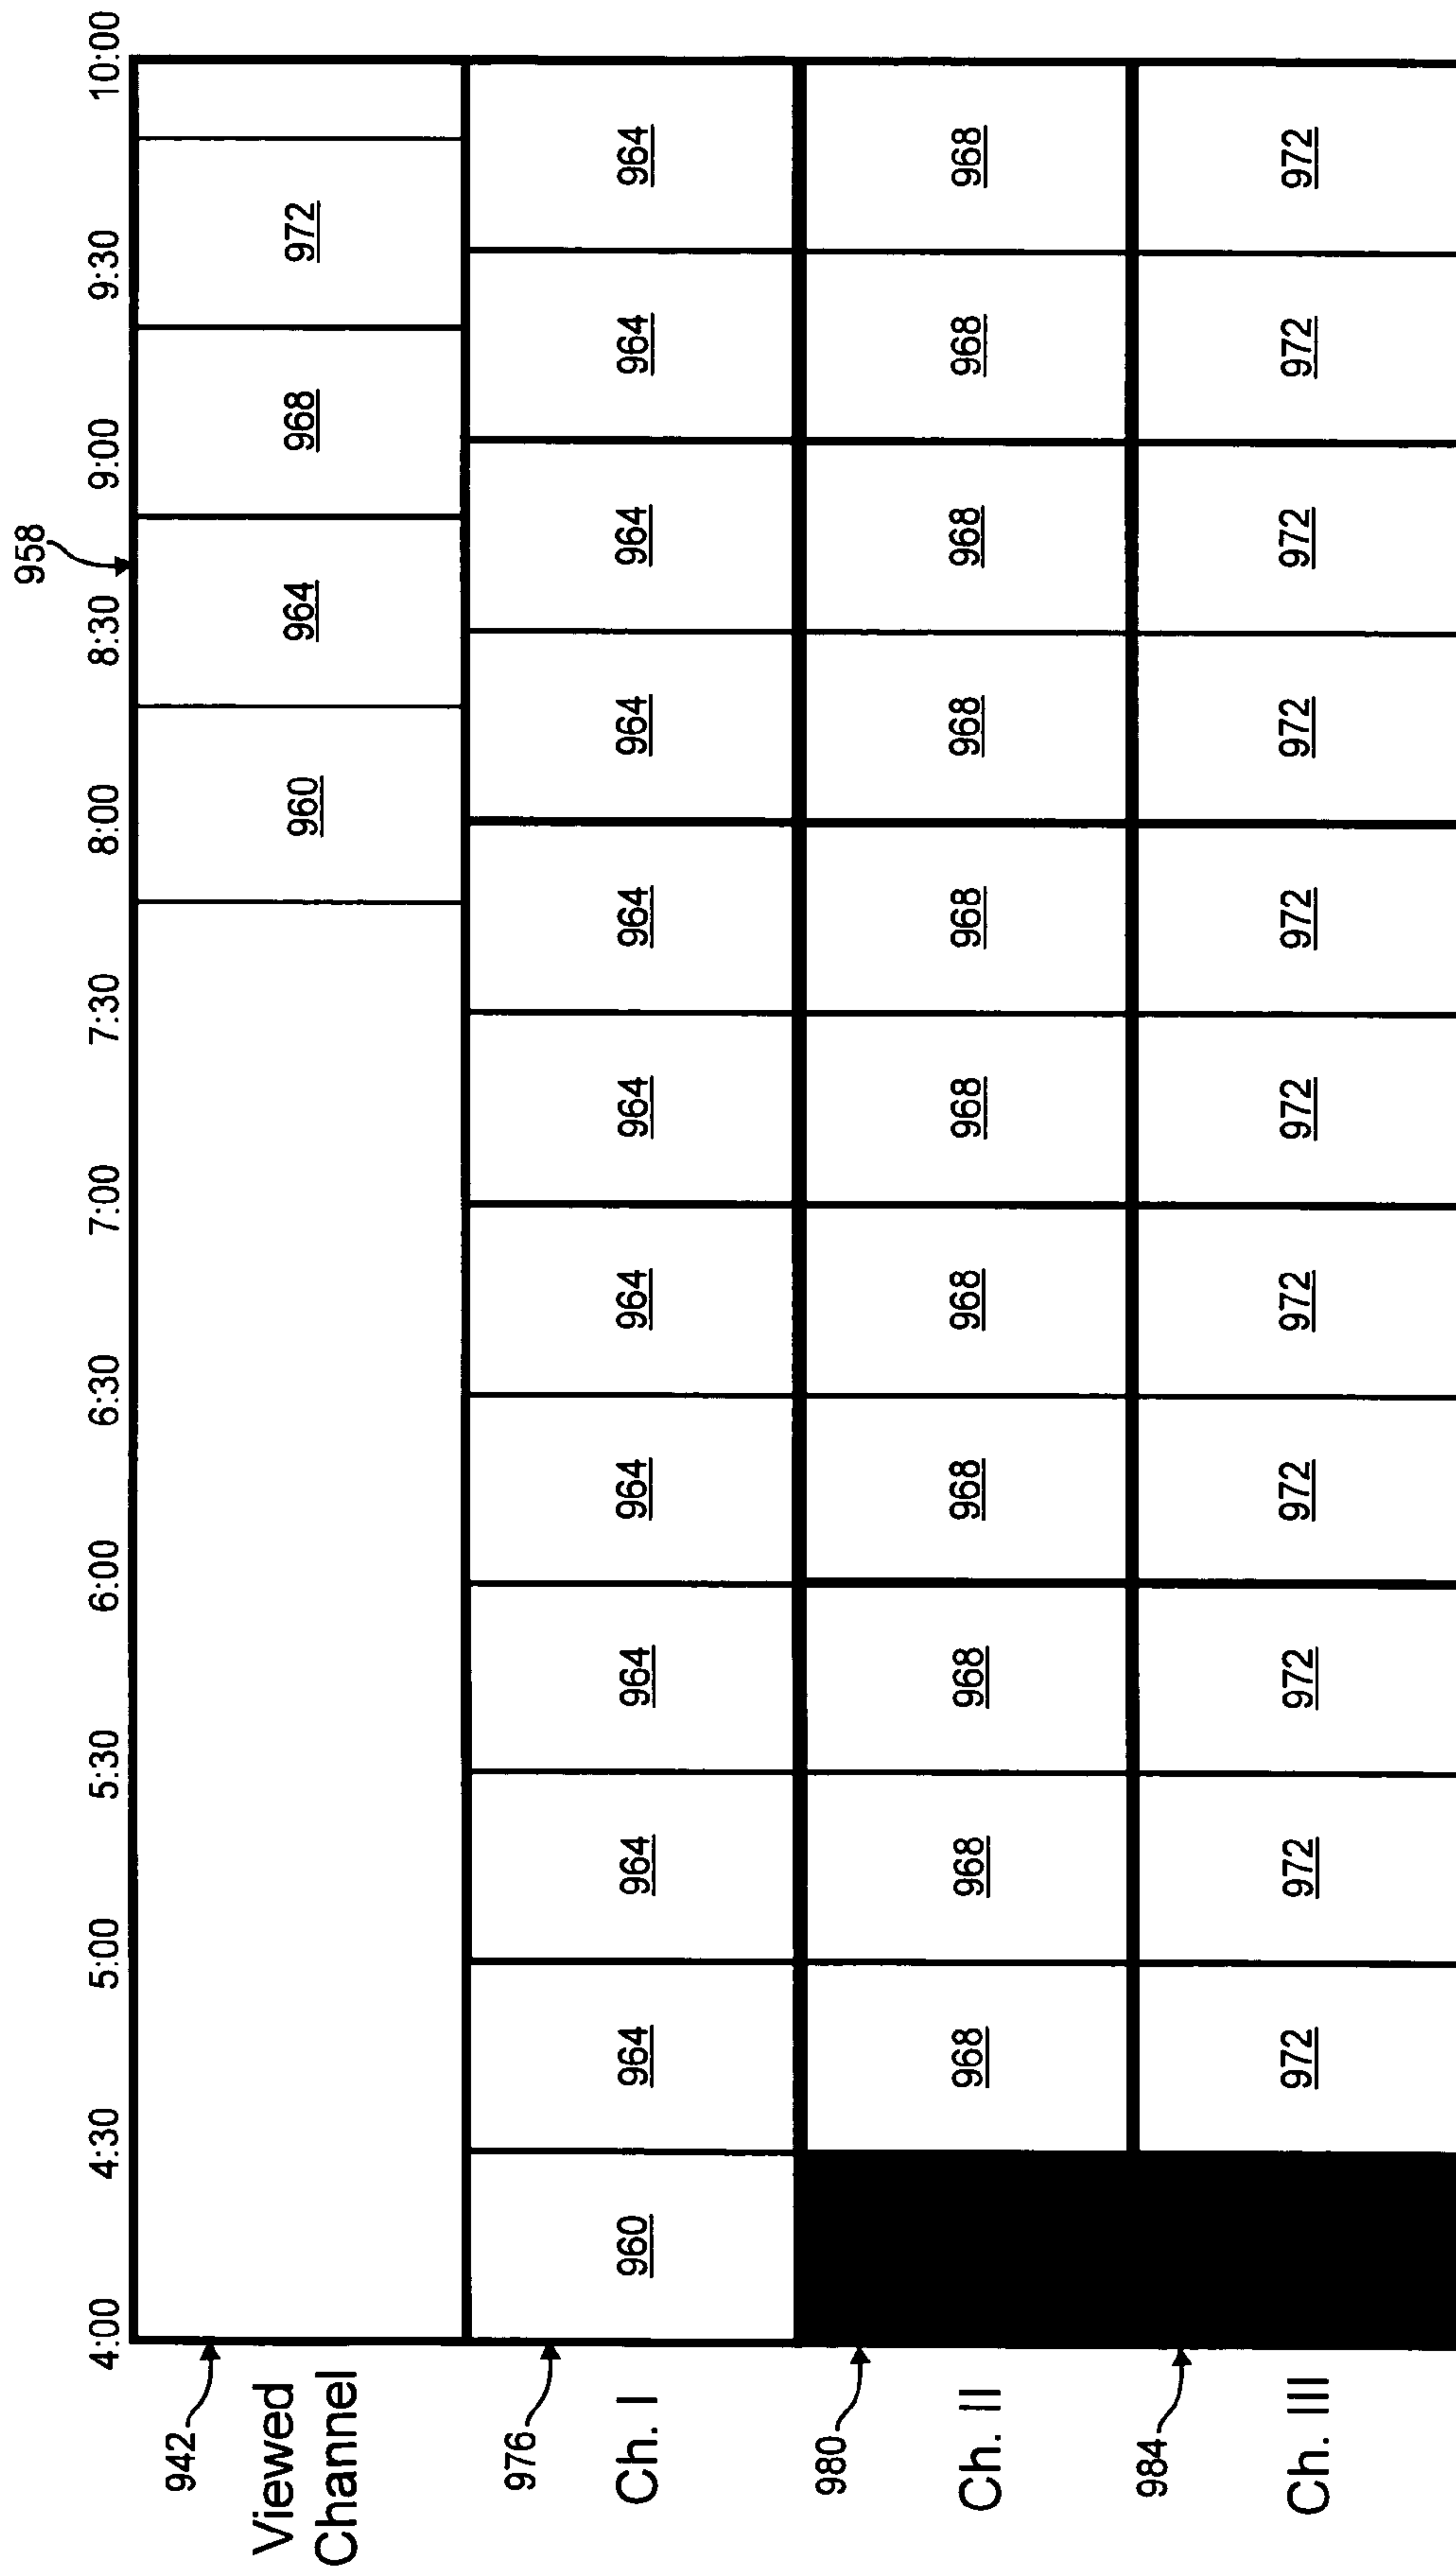 958
4:00 4:30 5:00 5:30 6:00 6:30 7:00 7:30 8:00 8:30 9:00 9:30 10:00
942
Viewed
Channel
960 964 968 972
976
Ch. I 960 964 964 964 964 964 964 964 964 964 964 964
980
Ch. II 968 968 968 968 968 968 968 968 968 968 968
984
Ch. III 972 972 972 972 972 972 972 972 972 972 972